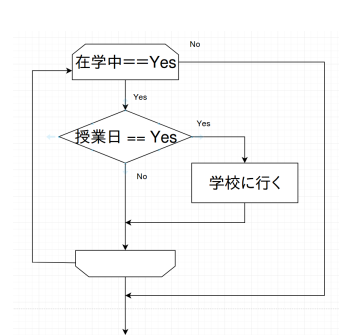 No
在学中==Yes
Yes
Yes
授業日 == Yes
No
学校に行く